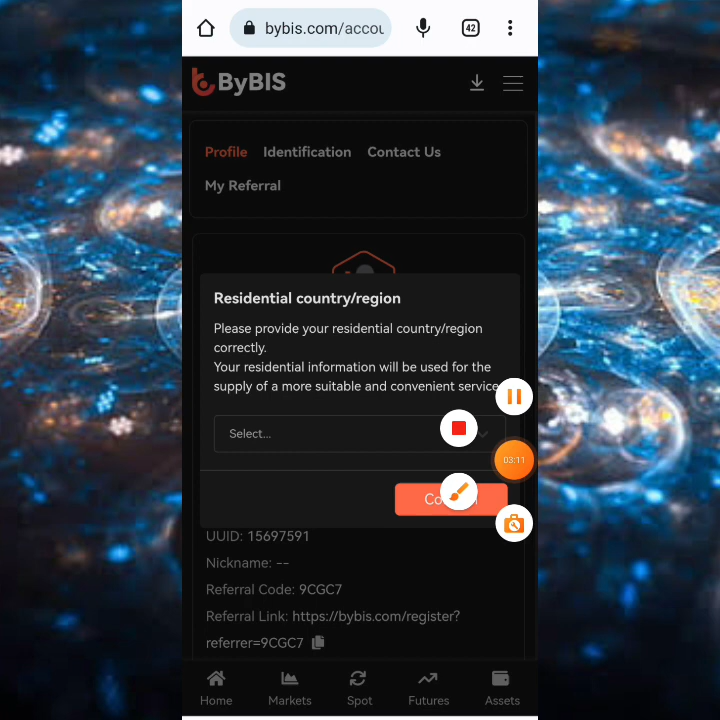 bybis.com/accou
42
ByBIS
Profile Identification Contact Us
My Referral
Residential country/region
Please provide your residential country/region
correctly.
Your residential information will be used for the
supply of a more suitable and convenient service
Select...
03:11
UUID: 15697591
Nickname: --
Referral Code: 9CGC7
Referral Link: https://bybis.com/register?
referrer=9CGC7
Home Markets Spot Futures Assets